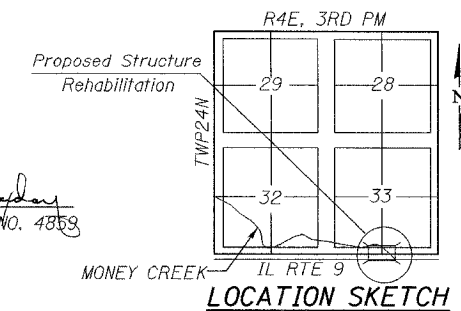 R4E, 3RD PM
Proposed Structure
Rehabilitation
N
TWP24N
29
28
32
33
NO. 4859
MONEY CREEK
IL RTE 9
LOCATION SKETCH